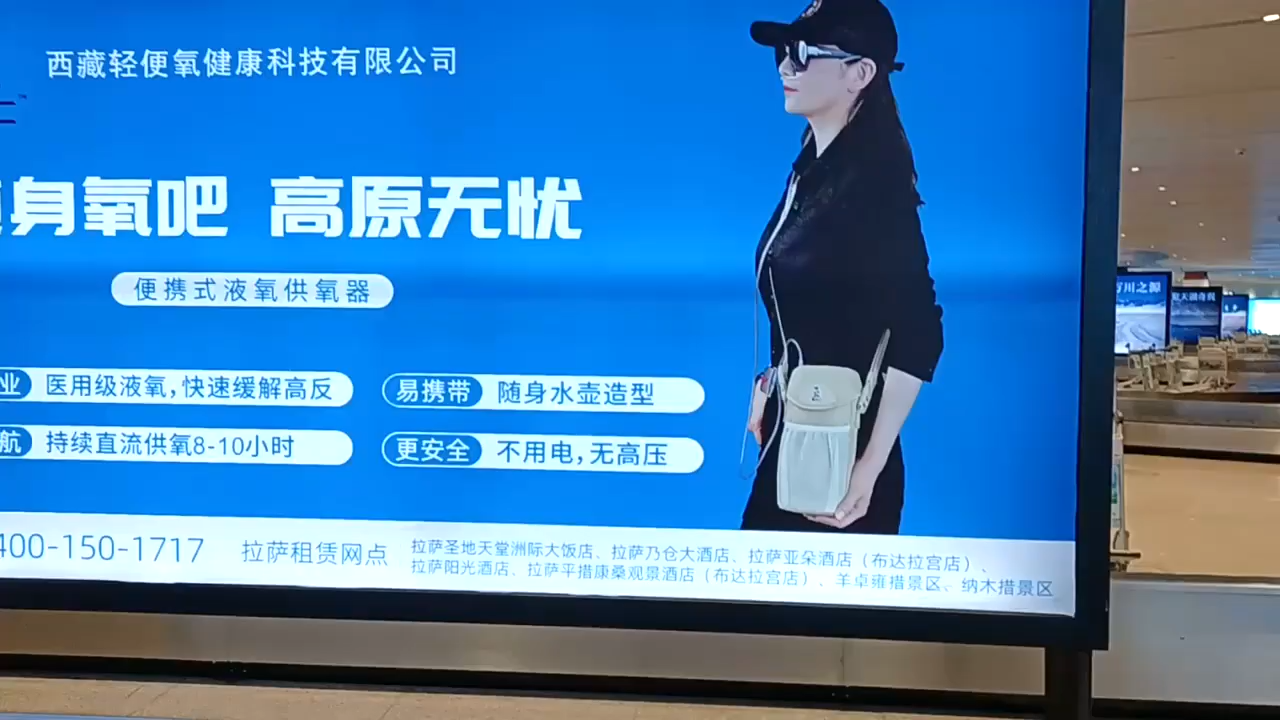 西藏轻便氧健康科技有限公司
TM
身氧吧 高原无忧
便携式液氧供氧器
业 医用级液氧,快速缓解高反
易携带 随身水壶造型
航 持续直流供氧8-10小时
更安全 不用电,无高压
400-150-1717
拉萨租赁网点
拉萨圣地天堂洲际大饭店、拉萨乃仓大酒店、拉萨亚朵酒店（布达拉宫店）、
拉萨阳光酒店、拉萨平措康桑观景酒店（布达拉宫店）、羊卓雍措景区、纳木措景区
川之源